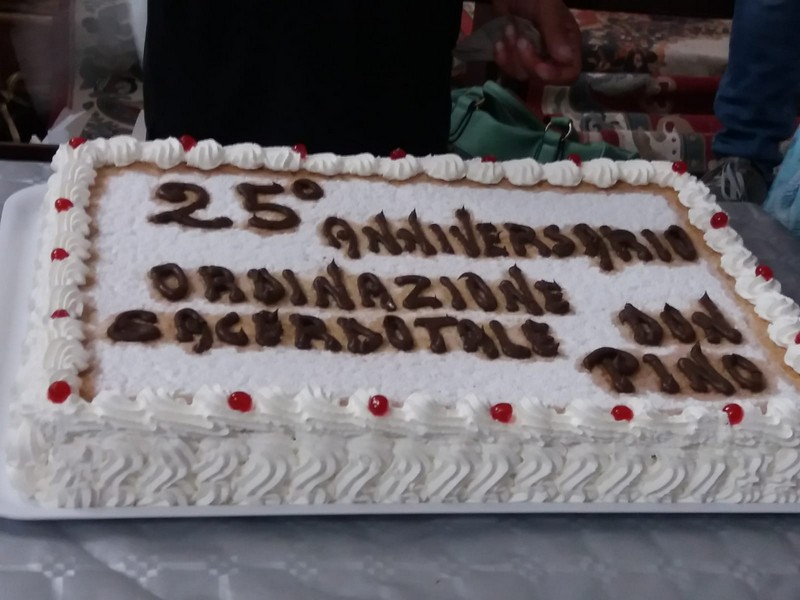 25° ANNIVERSARIO
ORDINAZIONE
SACERDOTALE
DON
PINO